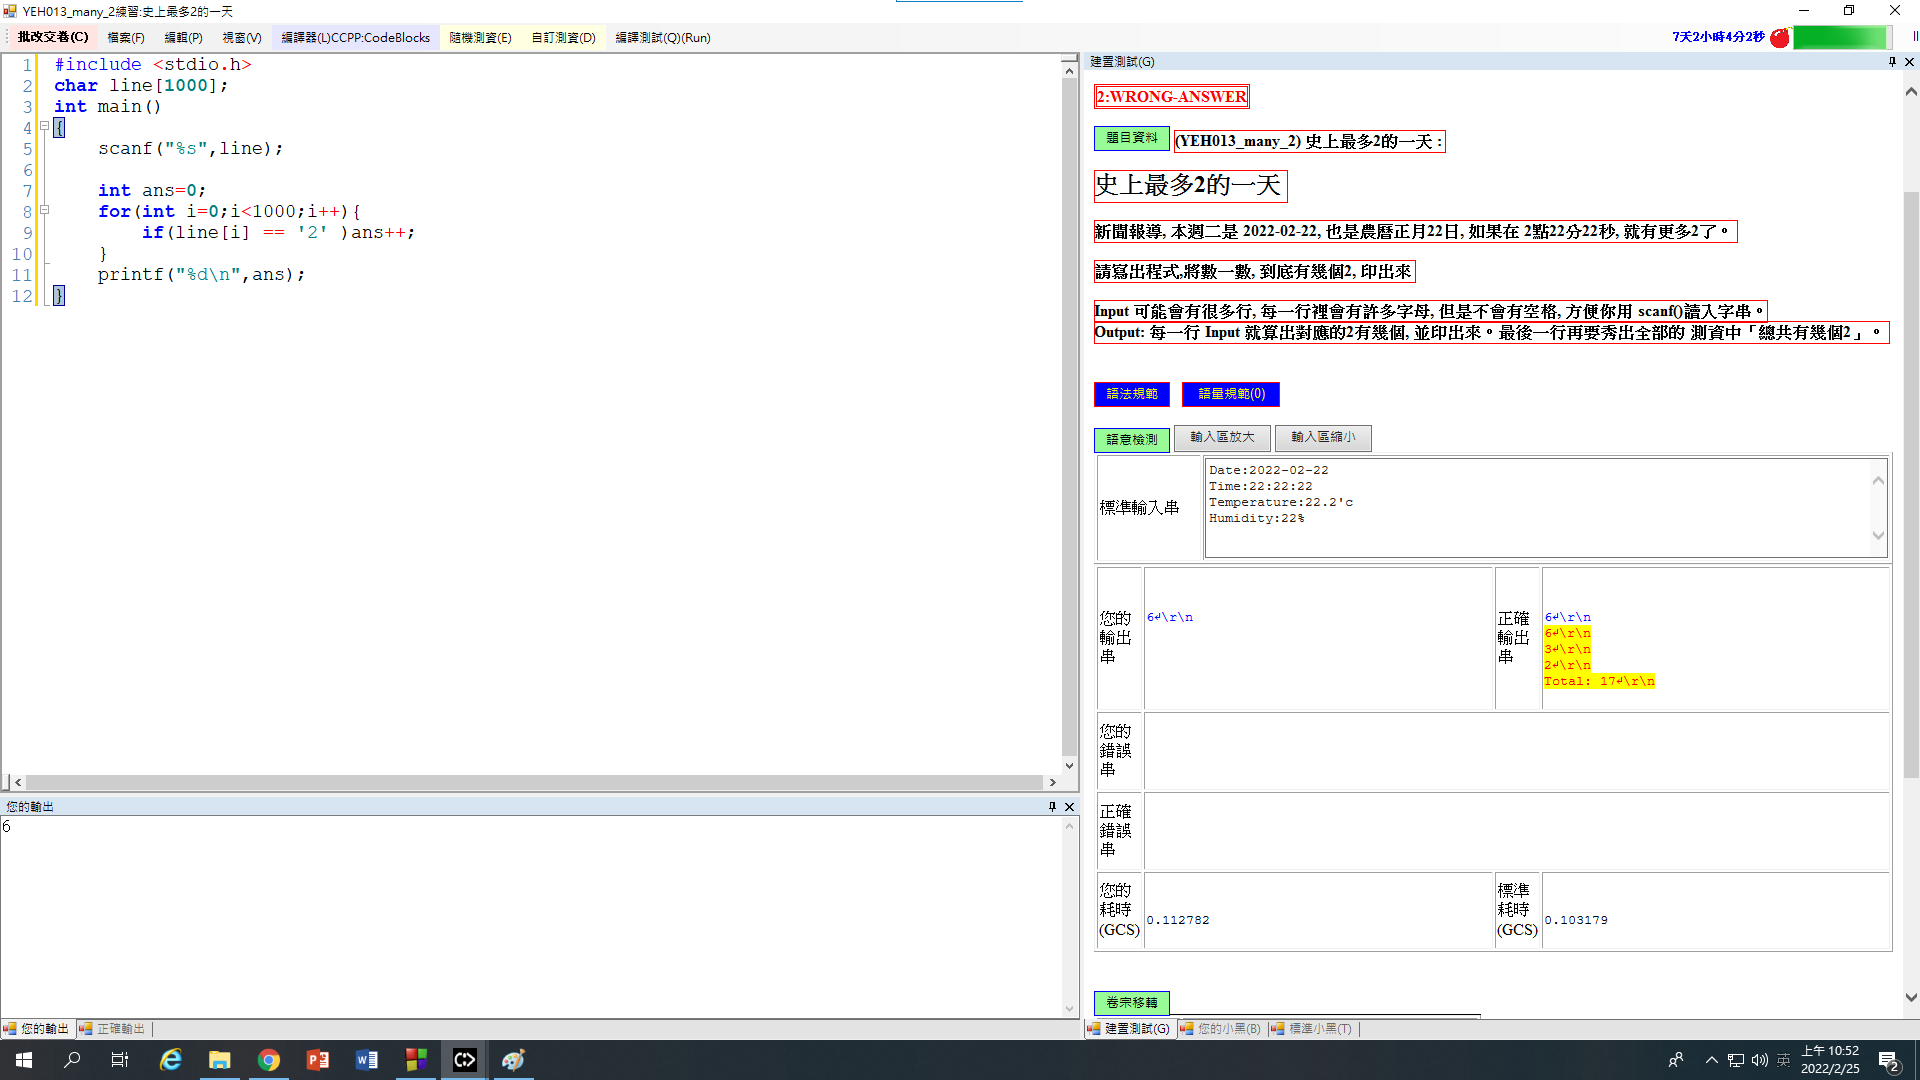 YEH013_many_2練習:史上最多2的一天
批改交卷(C) 檔案(F) 編輯(P) 視窗(V) 編譯器(L)CCPP:CodeBlocks 隨機測資(E) 自訂測資(D) 編譯測試(Q)(Run)
7天2小時4分2秒
1 #include <stdio.h>
2 char line[1000];
3 int main()
4 {
5 scanf("%s",line);
6
7 int ans=0;
8 for(int i=0;i<1000;i++){
9 if(line[i] == '2' )ans++;
10 }
11 printf("%d\n",ans);
12 }
您的輸出
6
您的輸出 正確輸出
建置測試(G)
2:WRONG-ANSWER
題目資料 (YEH013_many_2) 史上最多2的一天 :
史上最多2的一天
新聞報導, 本週二是 2022-02-22, 也是農曆正月22日, 如果在 2點22分22秒, 就有更多2了。
請寫出程式,將數一數, 到底有幾個2, 印出來
Input 可能會有很多行, 每一行裡會有許多字母, 但是不會有空格, 方便你用 scanf()讀入字串。
Output: 每一行 Input 就算出對應的2有幾個, 並印出來。最後一行再要秀出全部的 測資中「總共有幾個2」。
語法規範 語量規範(0)
語意檢測 輸入區放大 輸入區縮小
標準輸入串
Date:2022-02-22
Time:22:22:22
Temperature:22.2'c
Humidity:22%
您的輸出串
6↵\r\n
正確輸出串
6↵\r\n
6↵\r\n
3↵\r\n
2↵\r\n
Total: 17↵\r\n
您的錯誤串
正確錯誤串
您的耗時(GCS) 0.112782
標準耗時(GCS) 0.103179
卷宗移轉
建置測試(G) 您的小黑(B) 標準小黑(T)
英
上午 10:52
2022/2/25
2